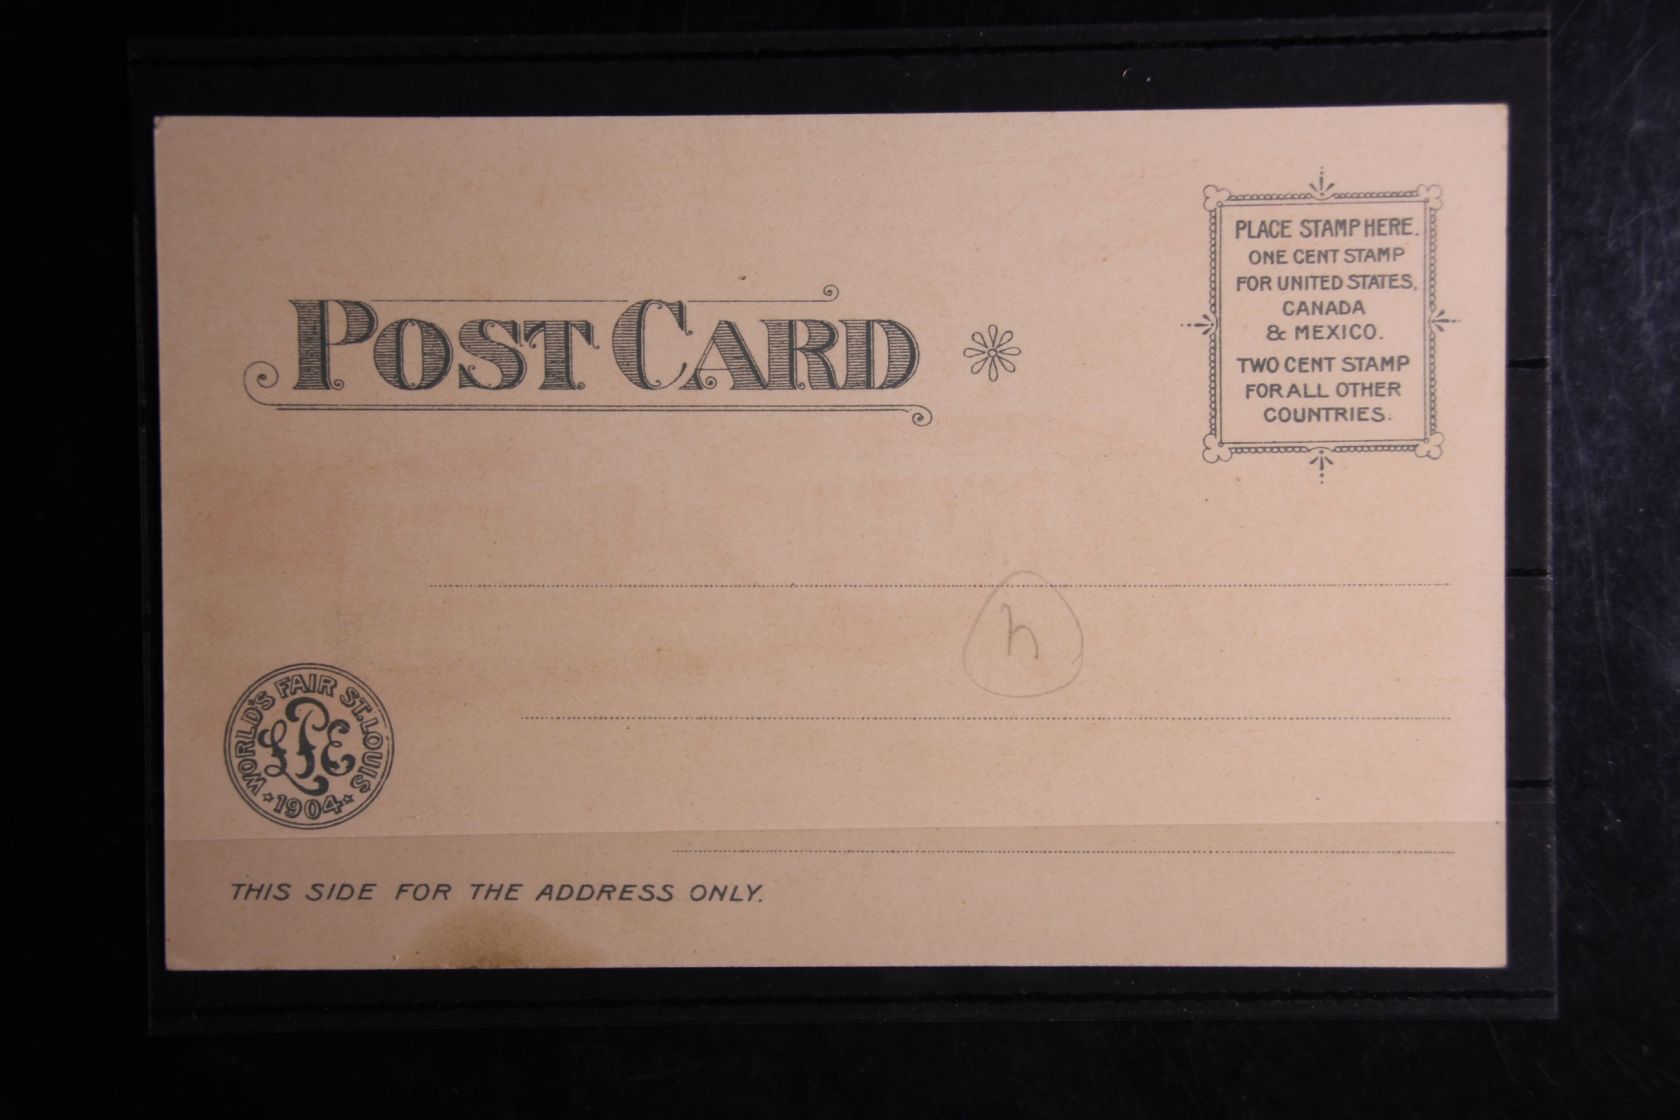 POST CARD
PLACE STAMP HERE.
ONE CENT STAMP
FOR UNITED STATES,
CANADA
& MEXICO.
TWO CENT STAMP
FOR ALL OTHER
COUNTRIES.
h
WORLD'S FAIR ST. LOUIS
LPE
1904
THIS SIDE FOR THE ADDRESS ONLY.